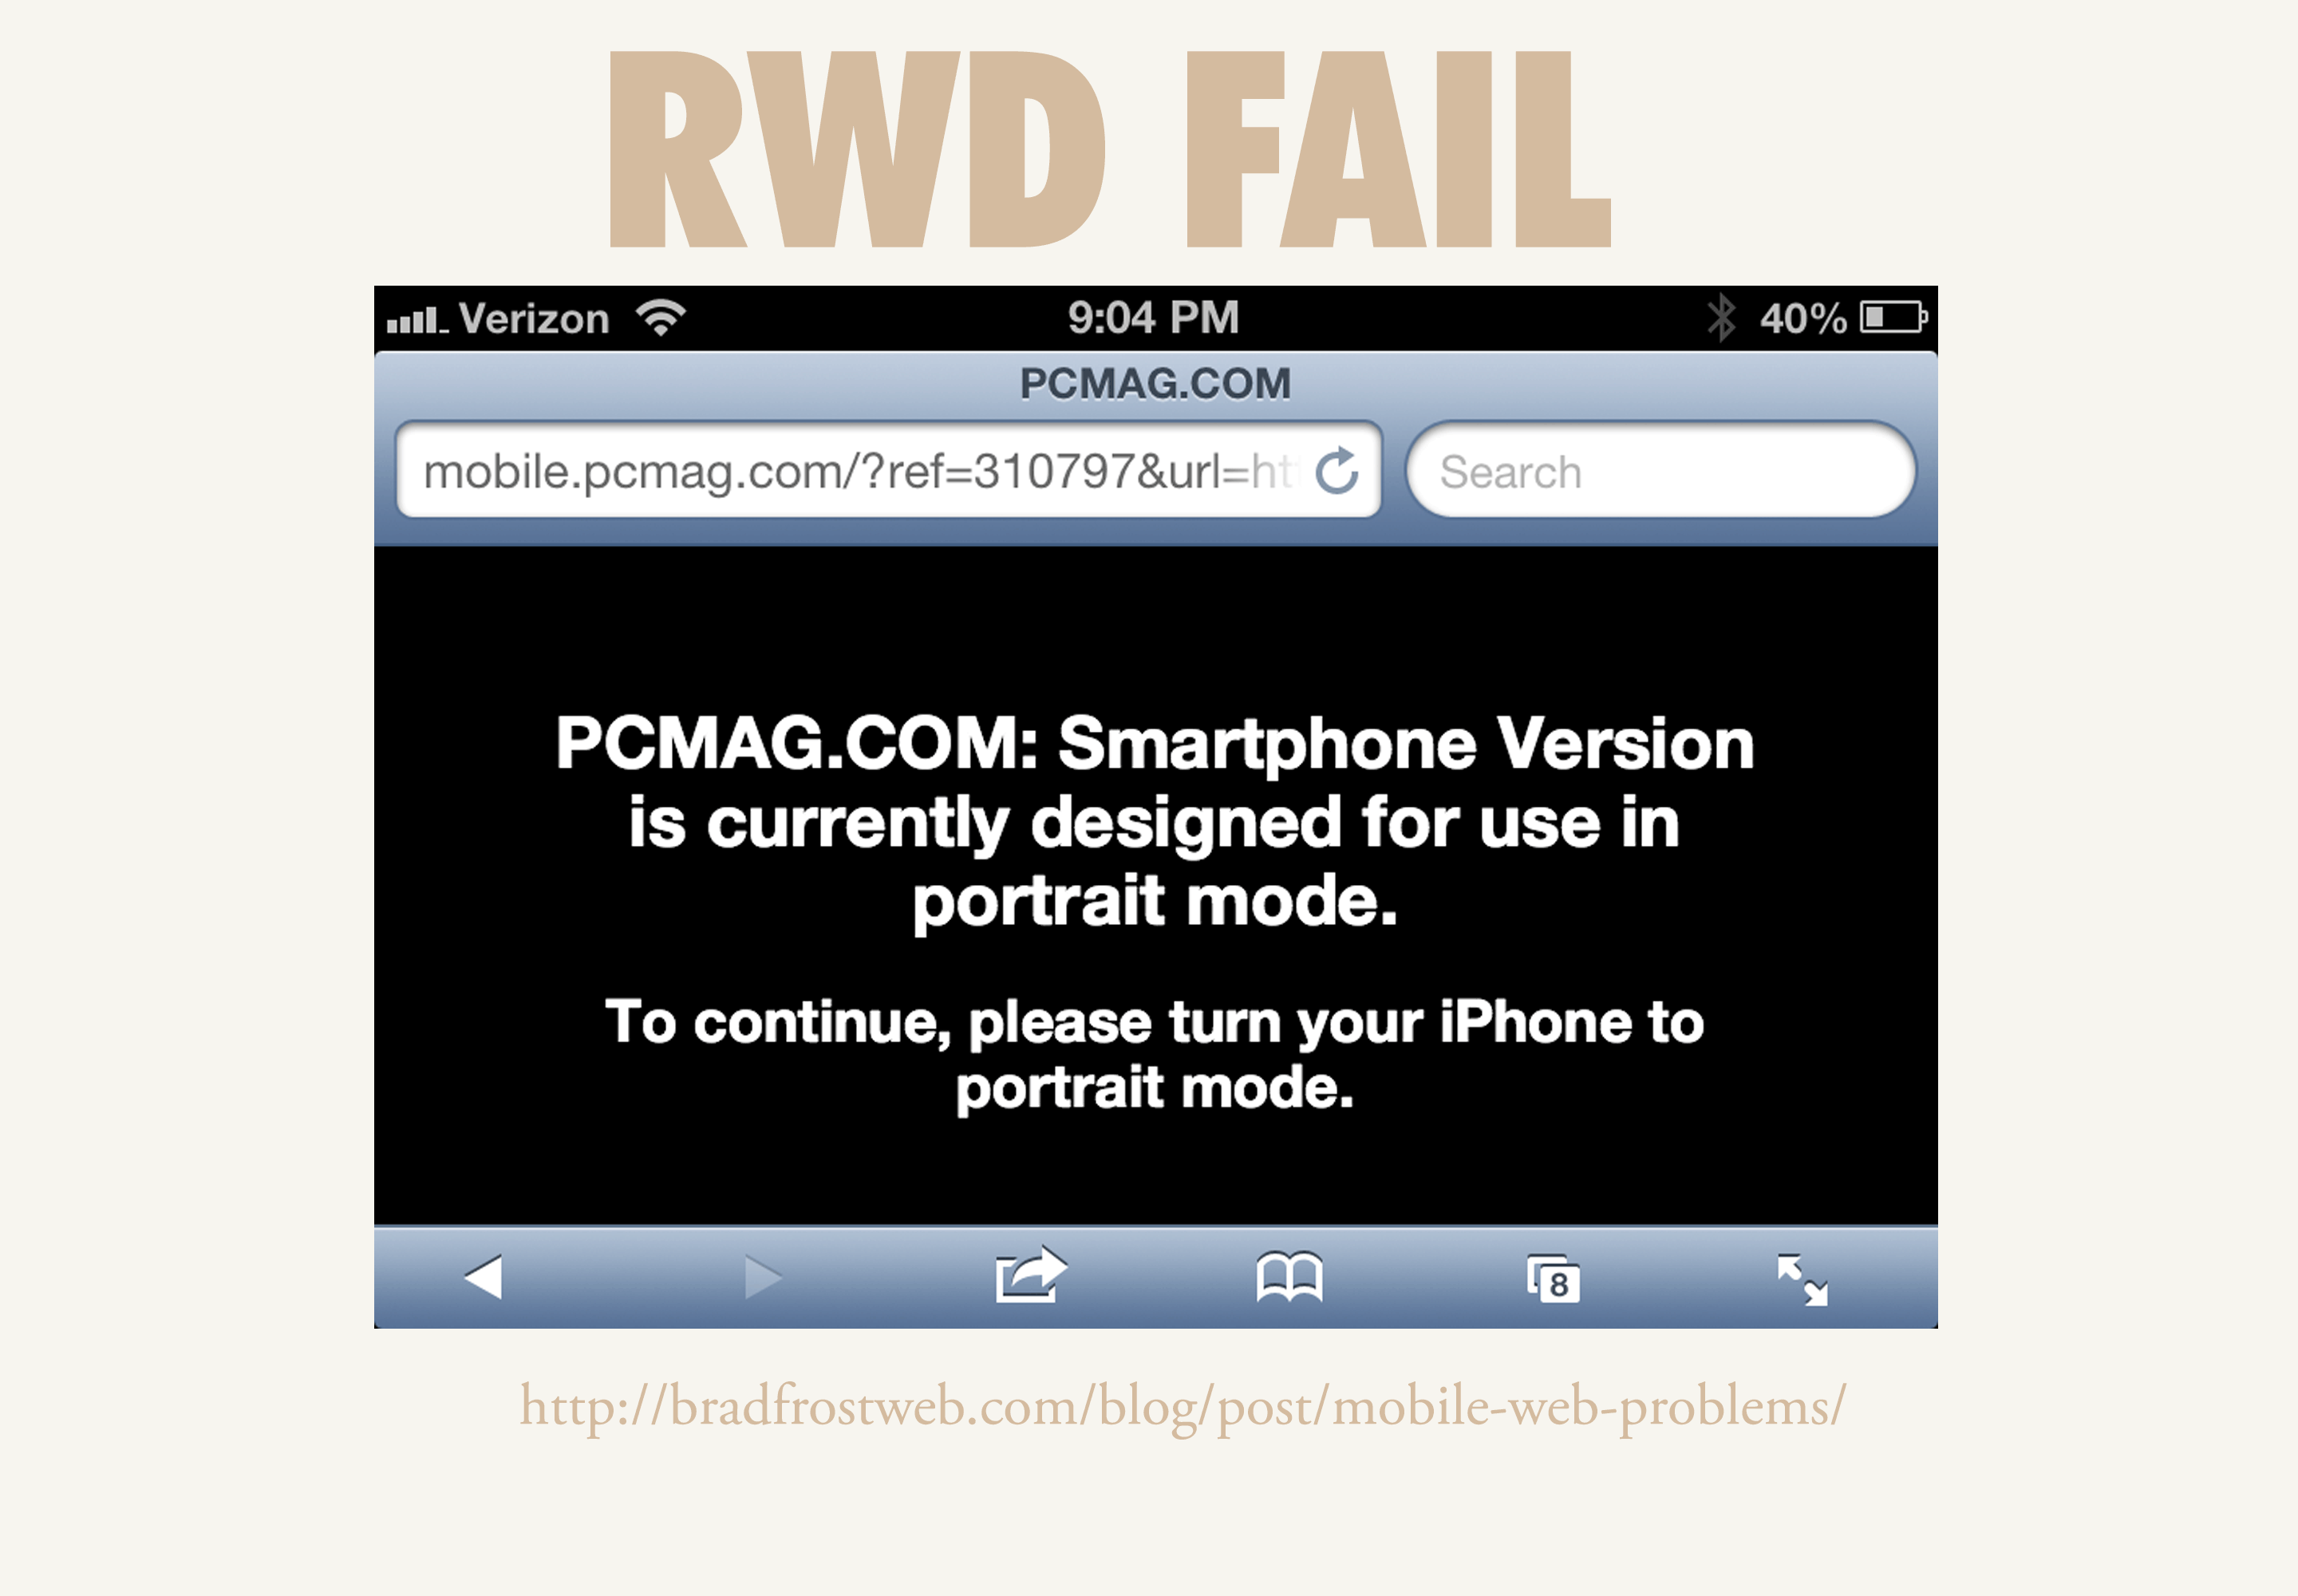 RWD FAIL
Verizon 9:04 PM 40%
PCMAG.COM
mobile.pcmag.com/?ref=310797&url=ht Search
PCMAG.COM: Smartphone Version
is currently designed for use in
portrait mode.
To continue, please turn your iPhone to
portrait mode.
8
http://bradfrostweb.com/blog/post/mobile-web-problems/